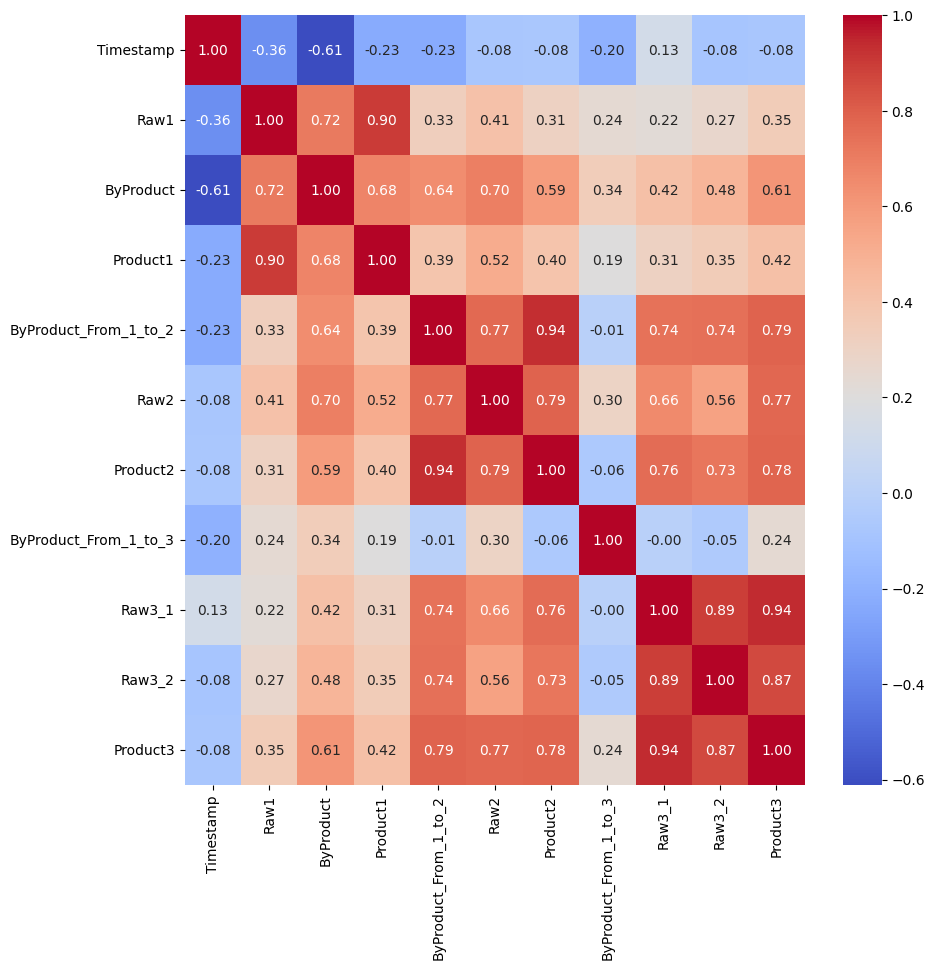 Timestamp 1.00 -0.36 -0.61 -0.23 -0.23 -0.08 -0.08 -0.20 0.13 -0.08 -0.08
Raw1 -0.36 1.00 0.72 0.90 0.33 0.41 0.31 0.24 0.22 0.27 0.35
ByProduct -0.61 0.72 1.00 0.68 0.64 0.70 0.59 0.34 0.42 0.48 0.61
Product1 -0.23 0.90 0.68 1.00 0.39 0.52 0.40 0.19 0.31 0.35 0.42
ByProduct_From_1_to_2 -0.23 0.33 0.64 0.39 1.00 0.77 0.94 -0.01 0.74 0.74 0.79
Raw2 -0.08 0.41 0.70 0.52 0.77 1.00 0.79 0.30 0.66 0.56 0.77
Product2 -0.08 0.31 0.59 0.40 0.94 0.79 1.00 -0.06 0.76 0.73 0.78
ByProduct_From_1_to_3 -0.20 0.24 0.34 0.19 -0.01 0.30 -0.06 1.00 -0.00 -0.05 0.24
Raw3_1 0.13 0.22 0.42 0.31 0.74 0.66 0.76 -0.00 1.00 0.89 0.94
Raw3_2 -0.08 0.27 0.48 0.35 0.74 0.56 0.73 -0.05 0.89 1.00 0.87
Product3 -0.08 0.35 0.61 0.42 0.79 0.77 0.78 0.24 0.94 0.87 1.00
Timestamp
Raw1
ByProduct
Product1
ByProduct_From_1_to_2
Raw2
Product2
ByProduct_From_1_to_3
Raw3_1
Raw3_2
Product3
1.0
0.8
0.6
0.4
0.2
0.0
−0.2
−0.4
−0.6